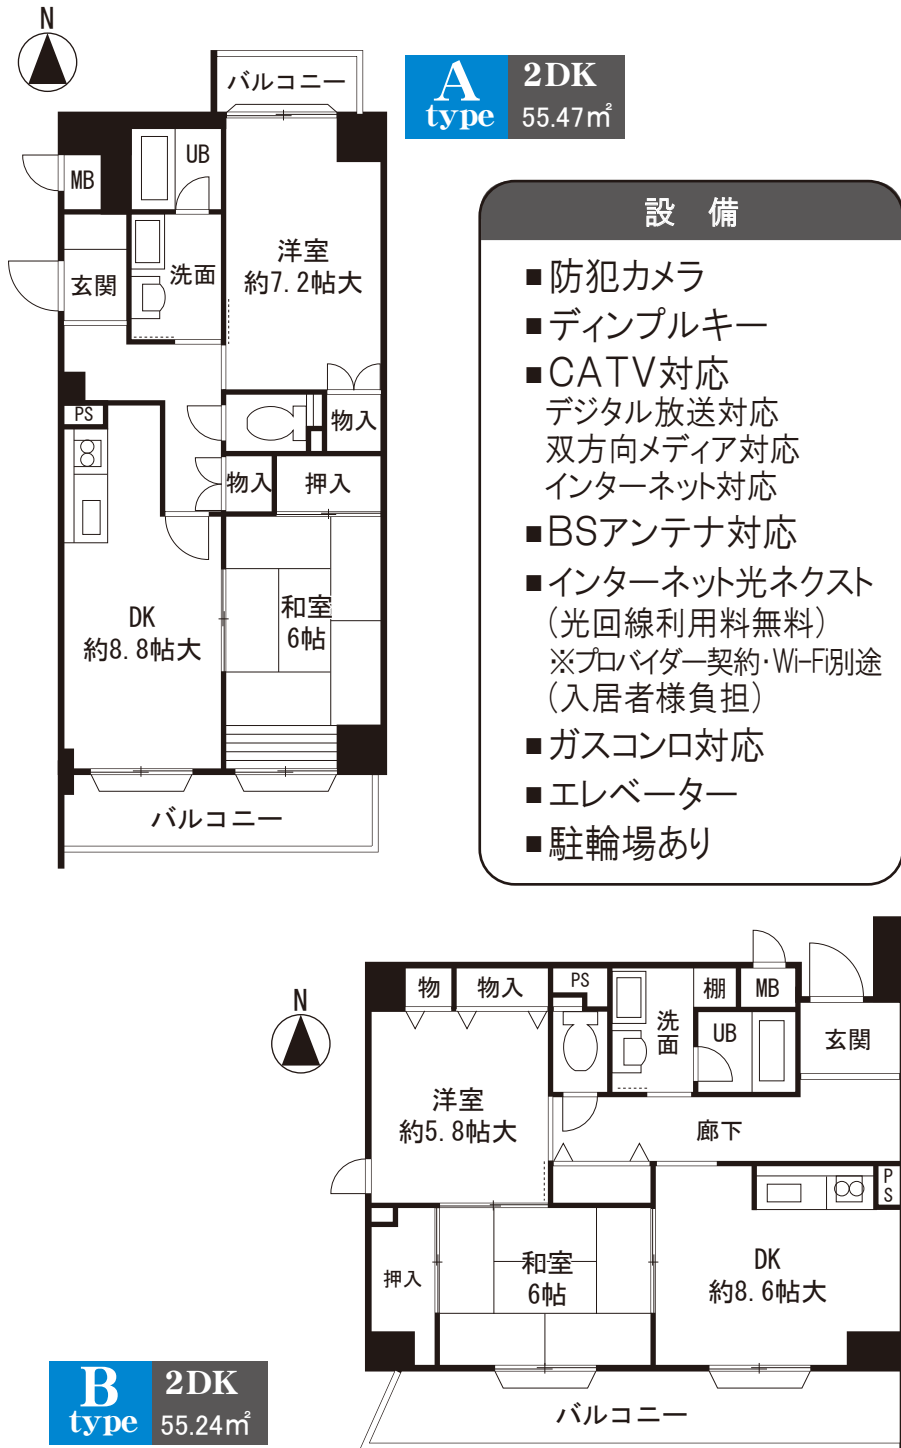 N
バルコニー
A
type
2DK
55.47㎡
UB
MB
洋室
約7.2帖大
玄関
洗面
PS
物入
物入
押入
DK
約8.8帖大
和室
6帖
バルコニー
設 備
■防犯カメラ
■ディンプルキー
■CATV対応
デジタル放送対応
双方向メディア対応
インターネット対応
■BSアンテナ対応
■インターネット光ネクスト
(光回線利用料無料)
※プロバイダー契約・Wi-Fi別途
(入居者様負担)
■ガスコンロ対応
■エレベーター
■駐輪場あり
N
物
物入
PS
洗面
棚
MB
UB
玄関
洋室
約5.8帖大
廊下
PS
押入
和室
6帖
DK
約8.6帖大
バルコニー
B
type
2DK
55.24㎡